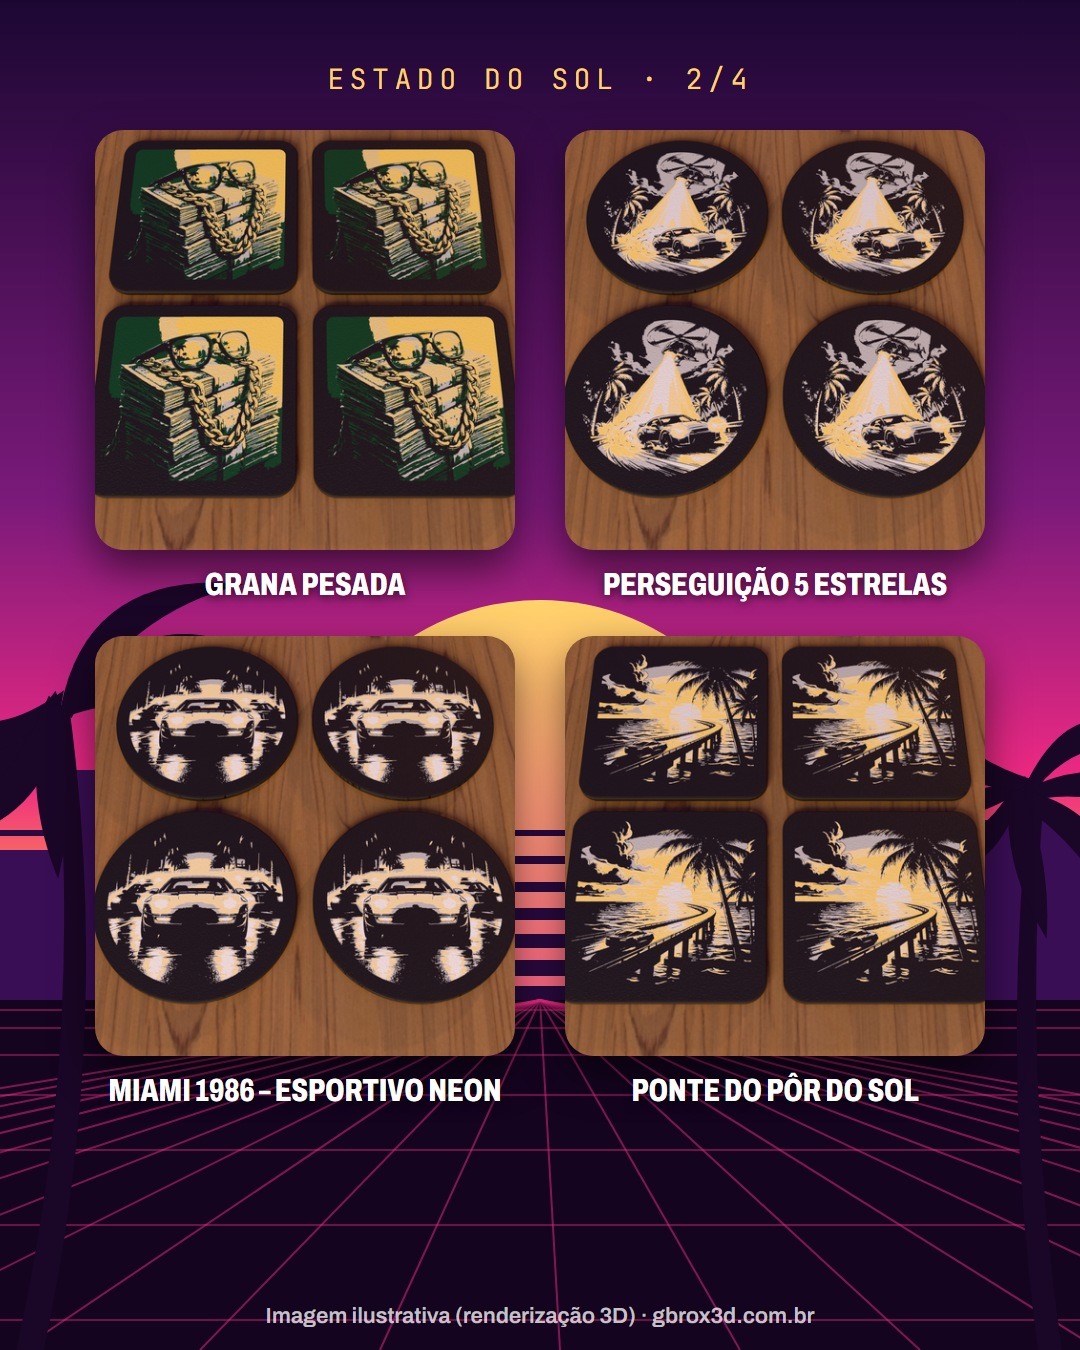 ESTADO DO SOL · 2/4
GRANA PESADA
PERSEGUIÇÃO 5 ESTRELAS
MIAMI 1986 – ESPORTIVO NEON
PONTE DO PÔR DO SOL
Imagem ilustrativa (renderização 3D) · gbrox3d.com.br